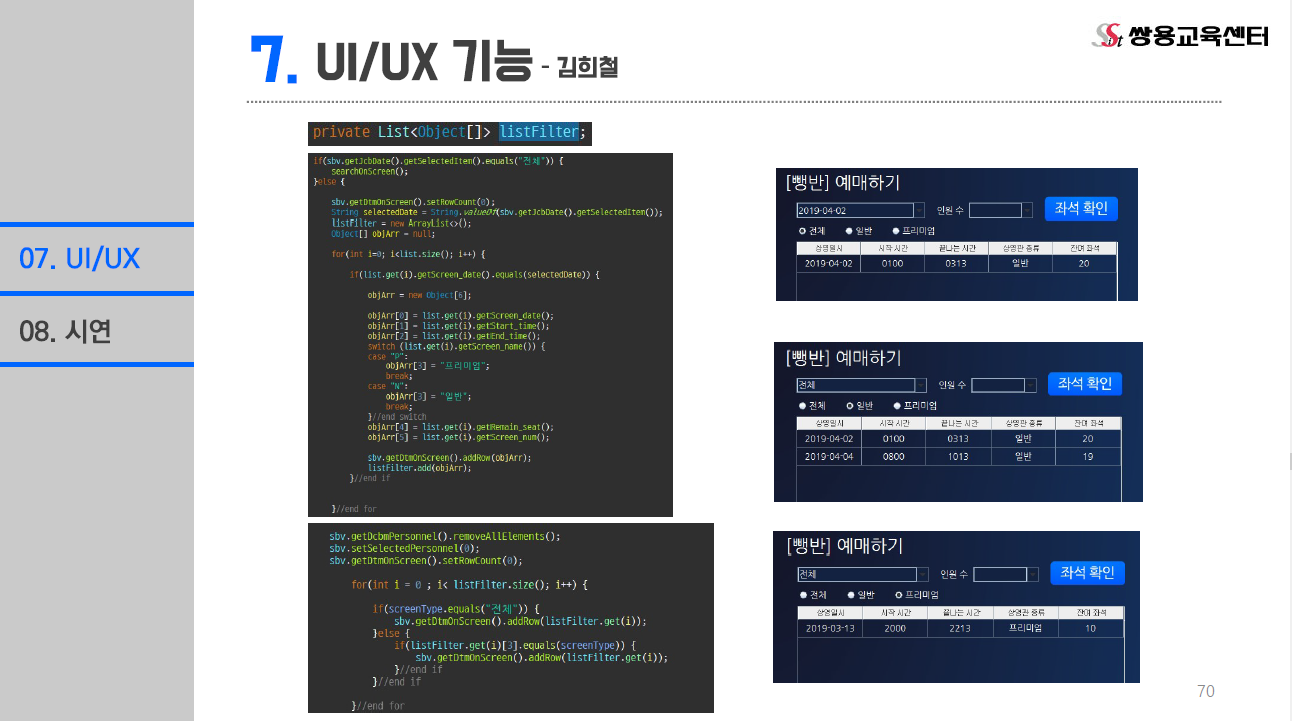 7. UI/UX 기능 - 김희철
Sist 쌍용교육센터
07. UI/UX
08. 시연
private List<Object[]> listFilter;
if(sbv.getJcbDate().getSelectedItem().equals("전체")) {
searchOnScreen();
}else {
sbv.getDtmOnScreen().setRowCount(0);
String selectedDate = String.valueOf(sbv.getJcbDate().getSelectedItem());
listFilter = new ArrayList<>();
Object[] objArr = null;
for(int i=0; i<list.size(); i++) {
if(list.get(i).getScreen_date().equals(selectedDate)) {
objArr = new Object[6];
objArr[0] = list.get(i).getScreen_date();
objArr[1] = list.get(i).getStart_time();
objArr[2] = list.get(i).getEnd_time();
switch (list.get(i).getScreen_name()) {
case "P":
objArr[3] = "프리미엄";
break;
case "N":
objArr[3] = "일반";
break;
}//end switch
objArr[4] = list.get(i).getRemain_seat();
objArr[5] = list.get(i).getScreen_num();
sbv.getDtmOnScreen().addRow(objArr);
listFilter.add(objArr);
}//end if
}//end for
sbv.getDcbmPersonnel().removeAllElements();
sbv.setSelectedPersonnel(0);
sbv.getDtmOnScreen().setRowCount(0);
for(int i = 0 ; i< listFilter.size(); i++) {
if(screenType.equals("전체")) {
sbv.getDtmOnScreen().addRow(listFilter.get(i));
}else {
if(listFilter.get(i)[3].equals(screenType)) {
sbv.getDtmOnScreen().addRow(listFilter.get(i));
}//end if
}//end if
}//end for
[뺑반] 예매하기
2019-04-02 인원 수 좌석 확인
전체 일반 프리미엄
상영일시 시작 시간 끝나는 시간 상영관 종류 잔여 좌석
2019-04-02 0100 0313 일반 20
[뺑반] 예매하기
전체 인원 수 좌석 확인
전체 일반 프리미엄
상영일시 시작 시간 끝나는 시간 상영관 종류 잔여 좌석
2019-04-02 0100 0313 일반 20
2019-04-04 0800 1013 일반 19
[뺑반] 예매하기
전체 인원 수 좌석 확인
전체 일반 프리미엄
상영일시 시작 시간 끝나는 시간 상영관 종류 잔여 좌석
2019-03-13 2000 2213 프리미엄 10
70